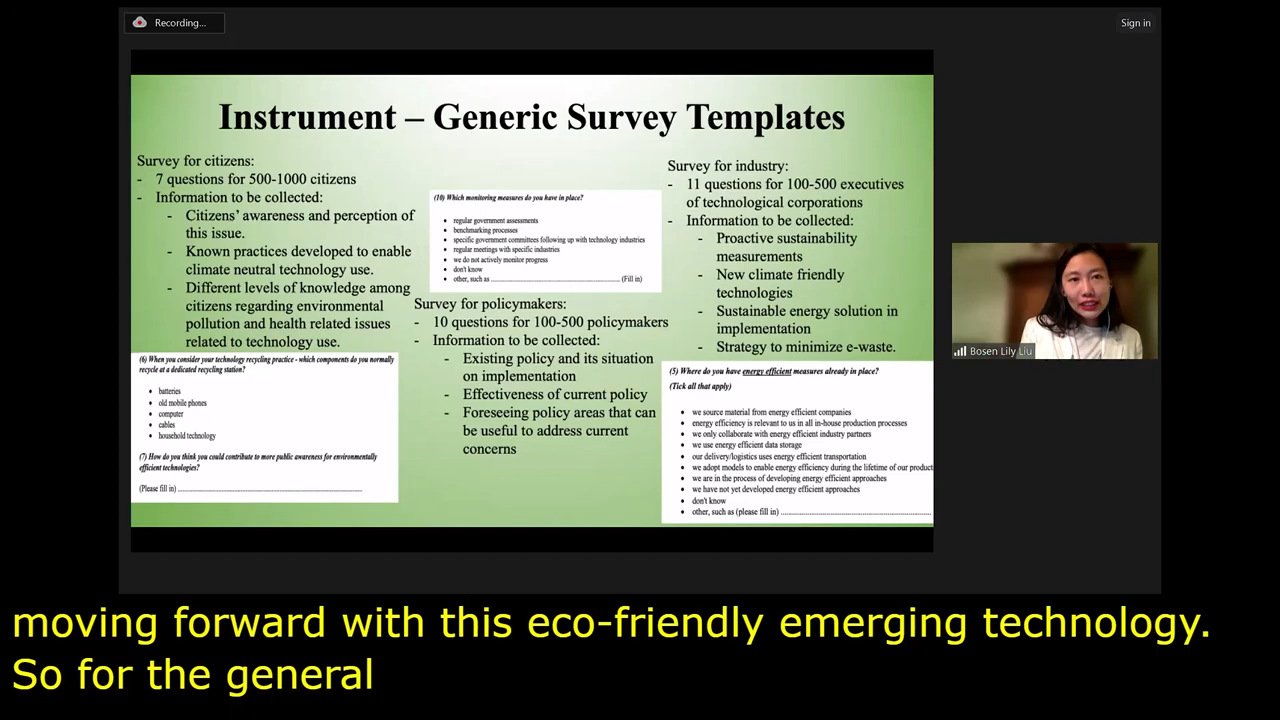 Recording...
Sign in
Instrument – Generic Survey Templates
Survey for citizens:
- 7 questions for 500-1000 citizens
- Information to be collected:
- Citizens' awareness and perception of
this issue.
- Known practices developed to enable
climate neutral technology use.
- Different levels of knowledge among
citizens regarding environmental
pollution and health related issues
related to technology use.
(6) When you consider your technology recycling practice - which components do you normally
recycle at a dedicated recycling station?
• batteries
• old mobile phones
• computer
• cables
• household technology
(7) How do you think you could contribute to more public awareness for environmentally
efficient technologies?
(Please fill in) ...............................................................
(10) Which monitoring measures do you have in place?
• regular government assessments
• benchmarking processes
• specific government committees following up with technology industries
• regular meetings with specific industries
• we do not actively monitor progress
• don't know
• other, such as ............................................................ (Fill in)
Survey for policymakers:
- 10 questions for 100-500 policymakers
- Information to be collected:
- Existing policy and its situation
on implementation
- Effectiveness of current policy
- Foreseeing policy areas that can
be useful to address current
concerns
Survey for industry:
- 11 questions for 100-500 executives
of technological corporations
- Information to be collected:
- Proactive sustainability
measurements
- New climate friendly
technologies
- Sustainable energy solution in
implementation
- Strategy to minimize e-waste.
(5) Where do you have energy efficient measures already in place?
(Tick all that apply)
• we source material from energy efficient companies
• energy efficiency is relevant to us in all in-house production processes
• we only collaborate with energy efficient industry partners
• we use energy efficient data storage
• our delivery/logistics uses energy efficient transportation
• we adopt models to enable energy efficiency during the lifetime of our product
• we are in the process of developing energy efficient approaches
• we have not yet developed energy efficient approaches
• don't know
• other, such as (please fill in) ............................................................
Bosen Lily Liu
moving forward with this eco-friendly emerging technology.
So for the general